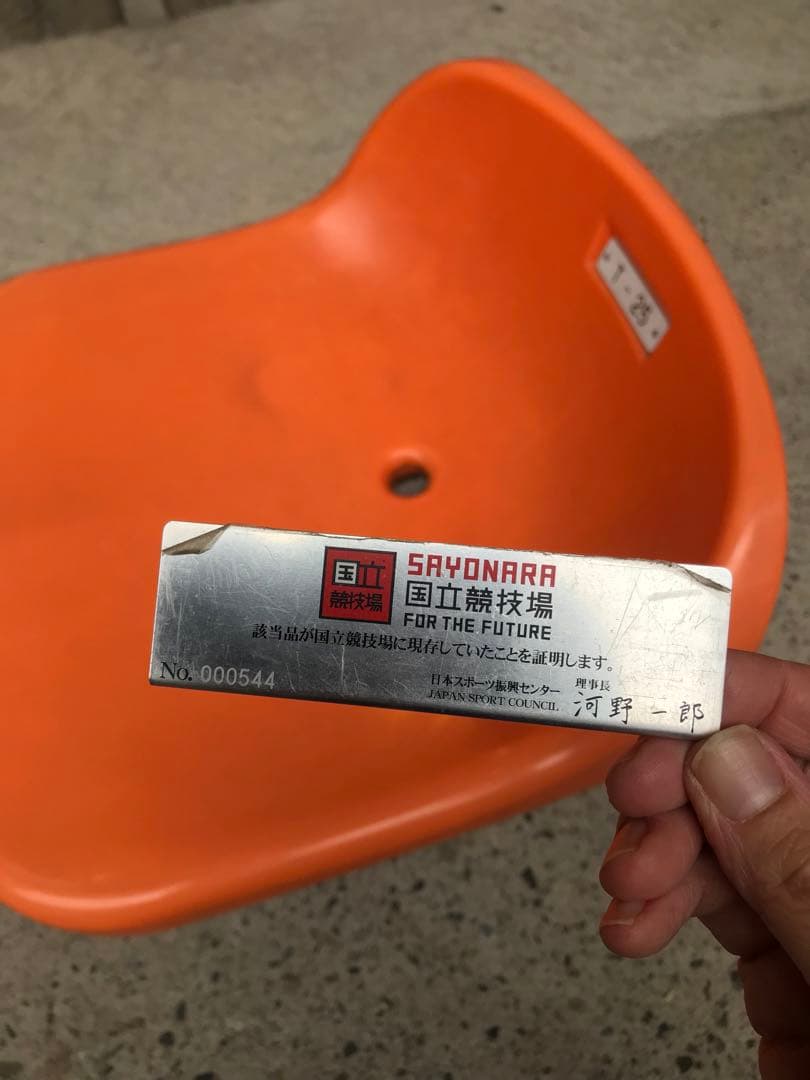 1 - 25
国立
競技場
SAYONARA
国立競技場
FOR THE FUTURE
該当品が国立競技場に現存していたことを証明します。
No. 000544
日本スポーツ振興センター 理事長
JAPAN SPORT COUNCIL 河野 一郎